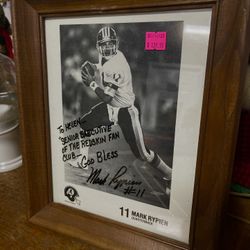 TO HELEN-
"SENIOR EXECUTIVE"
OF THE REDSKIN FAN
CLUB-
GOD BLESS
Mark Rypien
#11
11 MARK RYPIEN
QUARTERBACK